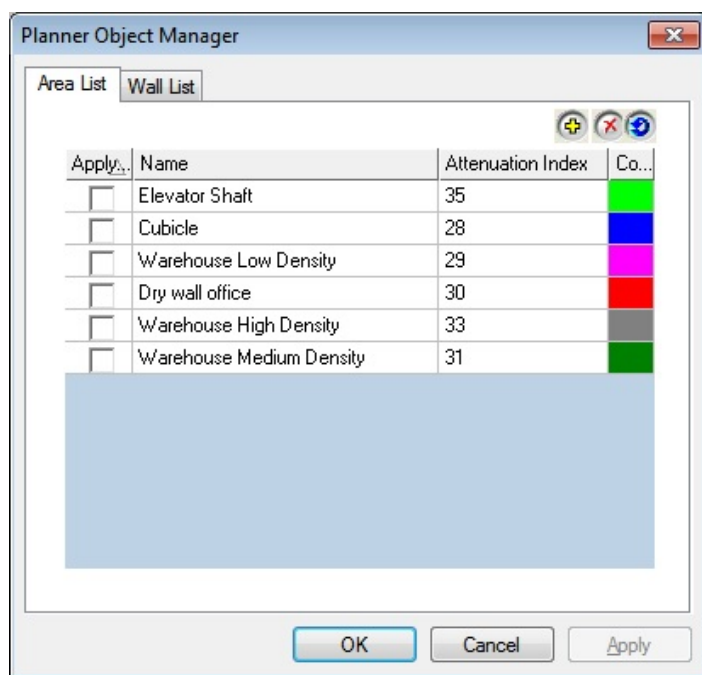 Planner Object Manager
Area List Wall List
Apply... Name Attenuation Index Co...
Elevator Shaft 35
Cubicle 28
Warehouse Low Density 29
Dry wall office 30
Warehouse High Density 33
Warehouse Medium Density 31
OK Cancel Apply